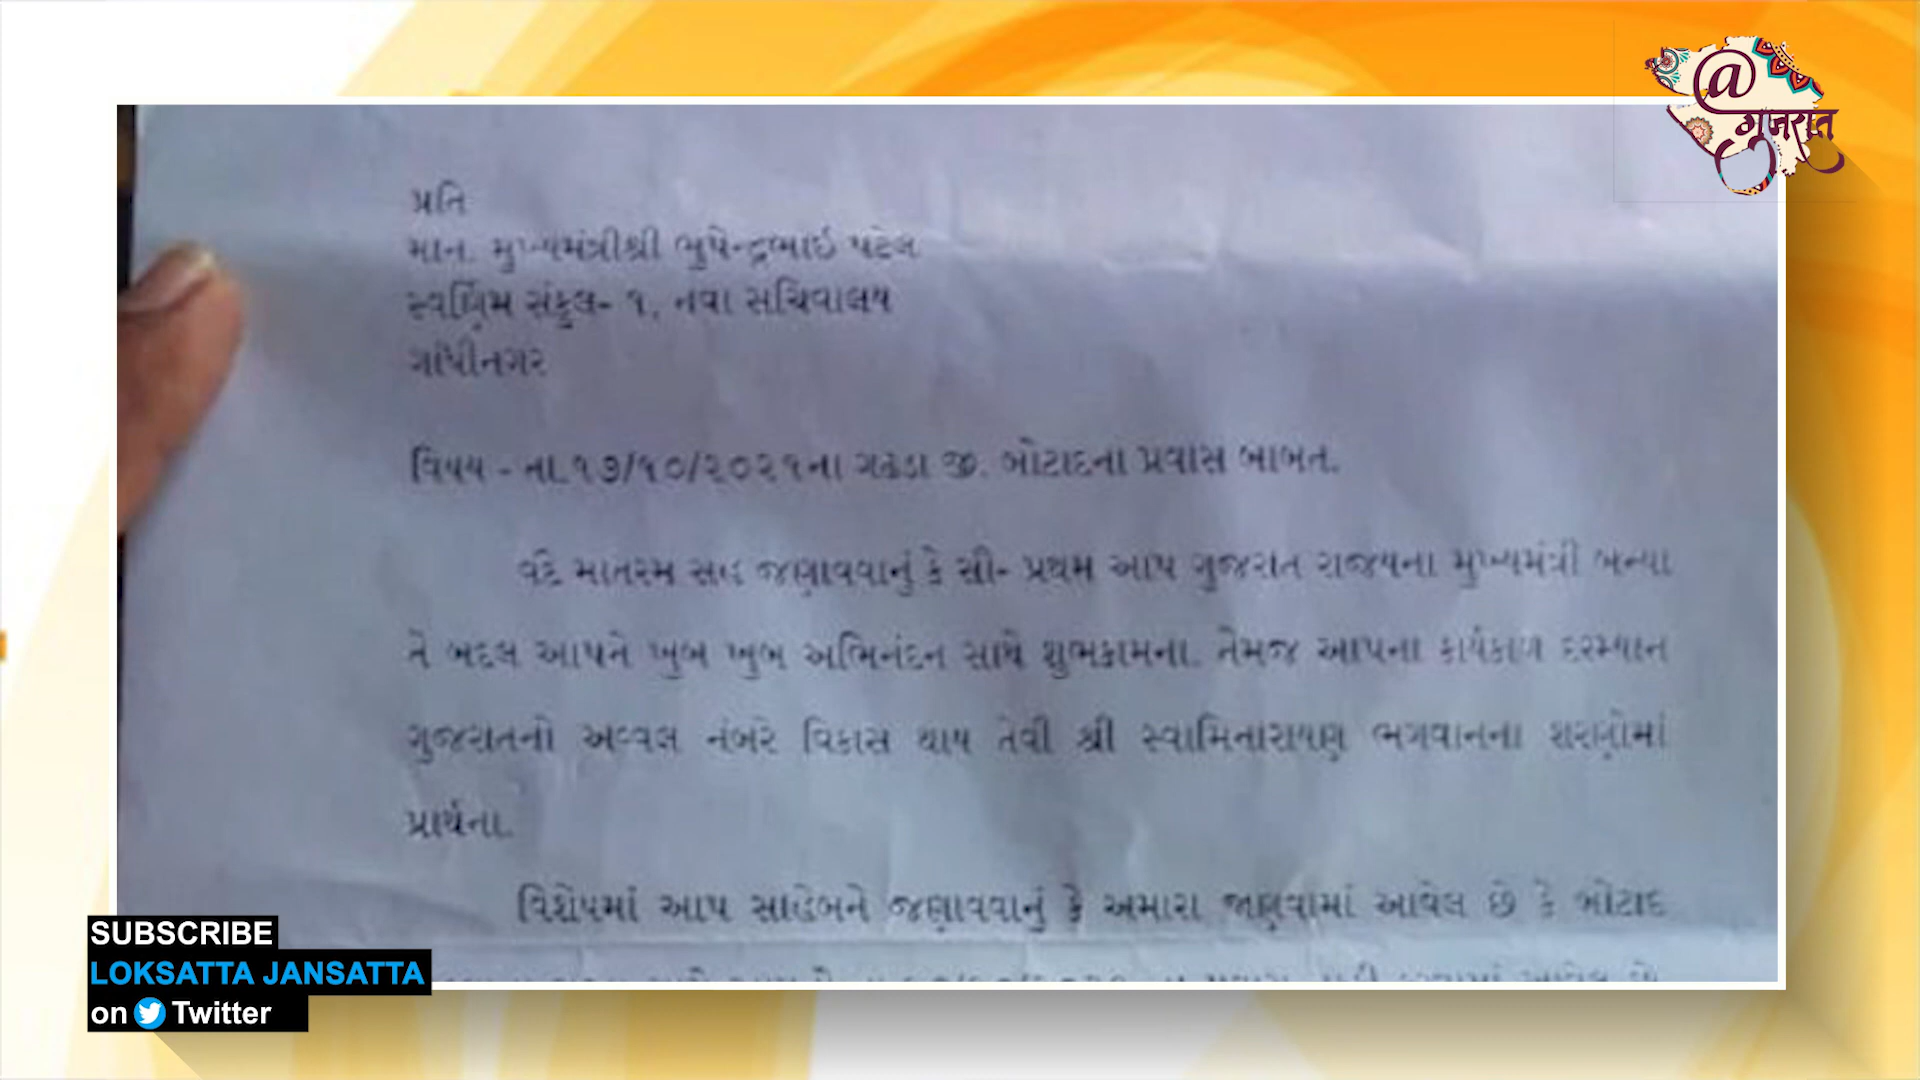 @ગુજરાત
પ્રતિ
માન. મુખ્યમંત્રીશ્રી ભુપેન્દ્રભાઇ પટેલ
સ્વર્ણિમ સંકુલ- ૧, નવા સચિવાલય
ગાંધીનગર
વિષય - તા.૧૭/૧૦/૨૦૨૧ના ગઢડા જી. બોટાદના પ્રવાસ બાબત.
વંદે માતરમ સહ જણાવવાનું કે સૌ- પ્રથમ આપ ગુજરાત રાજ્યના મુખ્યમંત્રી બન્યા
તે બદલ આપને ખુબ ખુબ અભિનંદન સાથે શુભકામના. તેમજ આપના કાર્યકાળ દરમ્યાન
ગુજરાતનો અવ્વલ નંબરે વિકાસ થાય તેવી શ્રી સ્વામિનારાયણ ભગવાનના શરણોમાં
પ્રાર્થના.
વિશેષમાં આપ સાહેબને જણાવવાનું કે અમારા જાણવામાં આવેલ છે કે બોટાદ
SUBSCRIBE
LOKSATTA JANSATTA
on Twitter